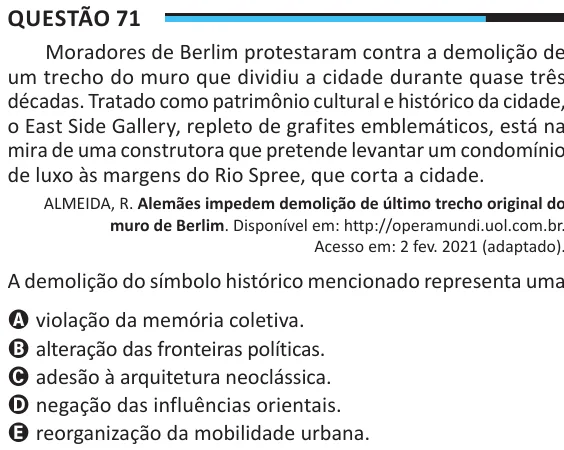 QUESTÃO 71
Moradores de Berlim protestaram contra a demolição de
um trecho do muro que dividiu a cidade durante quase três
décadas. Tratado como patrimônio cultural e histórico da cidade,
o East Side Gallery, repleto de grafites emblemáticos, está na
mira de uma construtora que pretende levantar um condomínio
de luxo às margens do Rio Spree, que corta a cidade.
ALMEIDA, R. Alemães impedem demolição de último trecho original do
muro de Berlim. Disponível em: http://operamundi.uol.com.br.
Acesso em: 2 fev. 2021 (adaptado).
A demolição do símbolo histórico mencionado representa uma
A violação da memória coletiva.
B alteração das fronteiras políticas.
C adesão à arquitetura neoclássica.
D negação das influências orientais.
E reorganização da mobilidade urbana.